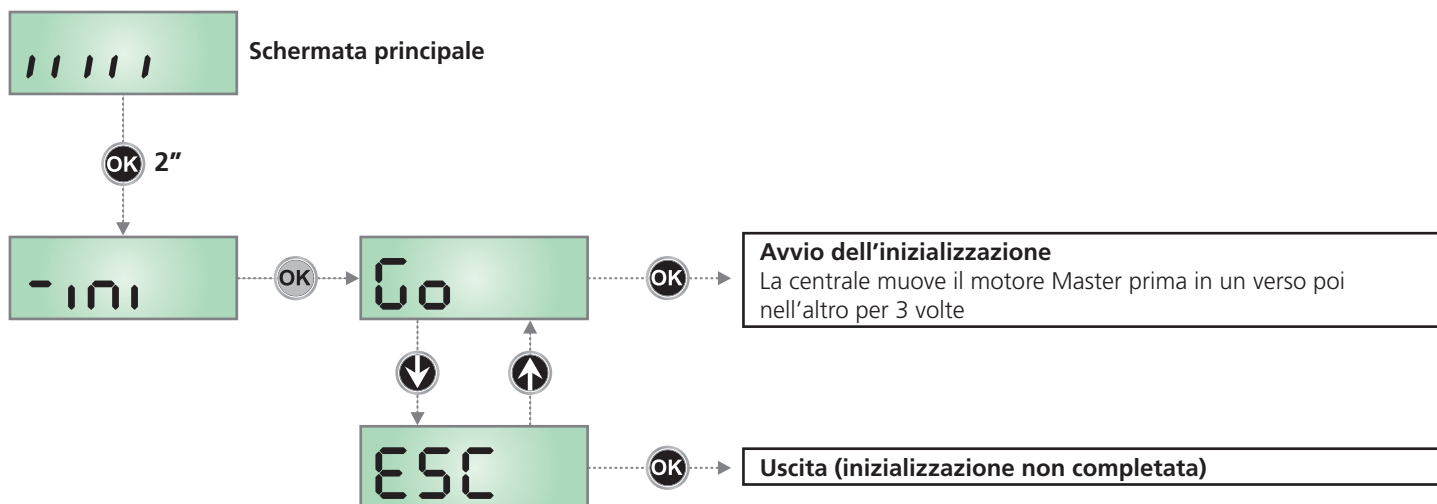 Schermata principale
OK 2"
-ini
OK
Go
OK
Avvio dell'inizializzazione
La centrale muove il motore Master prima in un verso poi
nell'altro per 3 volte
ESC
OK
Uscita (inizializzazione non completata)